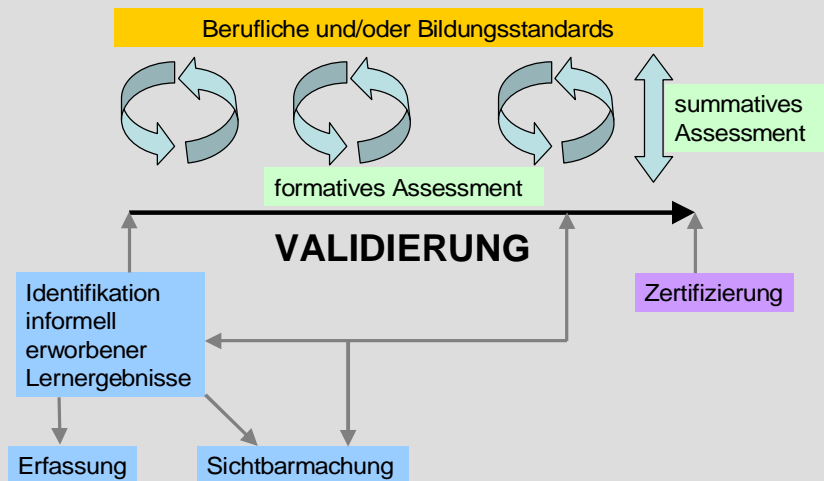 Berufliche und/oder Bildungsstandards
summatives
Assessment
formatives Assessment
VALIDIERUNG
Identifikation
informell
erworbener
Lernergebnisse
Zertifizierung
Erfassung
Sichtbarmachung